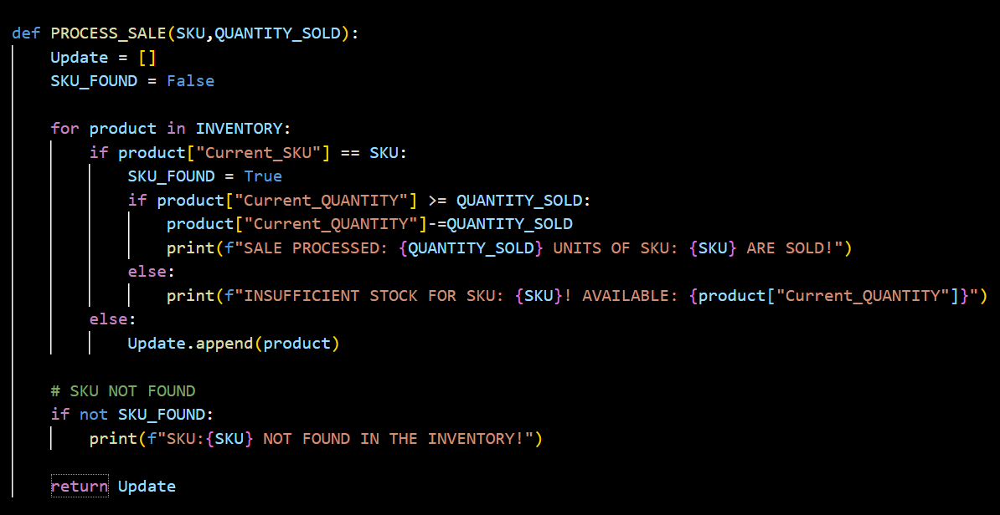 def PROCESS_SALE(SKU,QUANTITY_SOLD):
    Update = []
    SKU_FOUND = False

    for product in INVENTORY:
        if product["Current_SKU"] == SKU:
            SKU_FOUND = True
            if product["Current_QUANTITY"] >= QUANTITY_SOLD:
                product["Current_QUANTITY"]-=QUANTITY_SOLD
                print(f"SALE PROCESSED: {QUANTITY_SOLD} UNITS OF SKU: {SKU} ARE SOLD!")
            else:
                print(f"INSUFFICIENT STOCK FOR SKU: {SKU}! AVAILABLE: {product["Current_QUANTITY"]}")
        else:
            Update.append(product)

    # SKU NOT FOUND
    if not SKU_FOUND:
        print(f"SKU:{SKU} NOT FOUND IN THE INVENTORY!")

    return Update